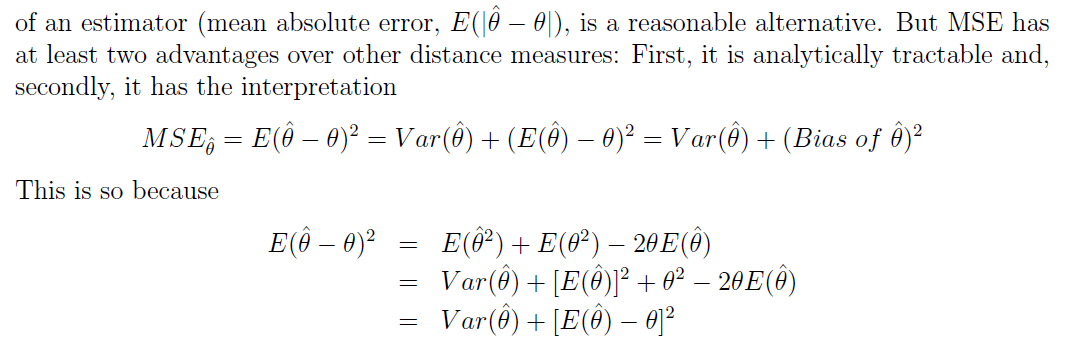 of an estimator (mean absolute error, E(|θ̂ − θ|), is a reasonable alternative. But MSE has
at least two advantages over other distance measures: First, it is analytically tractable and,
secondly, it has the interpretation
MSE_θ̂ = E(θ̂ − θ)² = Var(θ̂) + (E(θ̂) − θ)² = Var(θ̂) + (Bias of θ̂)²
This is so because
E(θ̂ − θ)² = E(θ̂²) + E(θ²) − 2θE(θ̂)
= Var(θ̂) + [E(θ̂)]² + θ² − 2θE(θ̂)
= Var(θ̂) + [E(θ̂) − θ]²